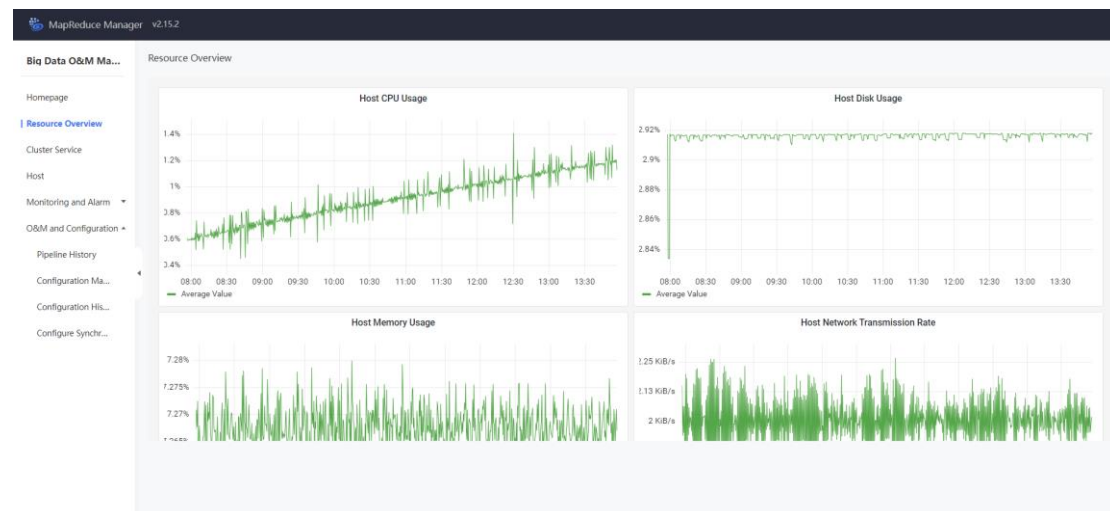 MapReduce Manager v2.15.2
Big Data O&M Ma...
Homepage
Resource Overview
Cluster Service
Host
Monitoring and Alarm
O&M and Configuration
Pipeline History
Configuration Ma...
Configuration His...
Configure Synchr...
Resource Overview
Host CPU Usage
1.4%
1.2%
1%
0.8%
0.6%
0.4%
08:00 08:30 09:00 09:30 10:00 10:30 11:00 11:30 12:00 12:30 13:00 13:30
Average Value
Host Disk Usage
2.92%
2.9%
2.88%
2.86%
2.84%
08:00 08:30 09:00 09:30 10:00 10:30 11:00 11:30 12:00 12:30 13:00 13:30
Average Value
Host Memory Usage
7.28%
7.275%
7.27%
Host Network Transmission Rate
2.25 KiB/s
2.13 KiB/s
2 KiB/s